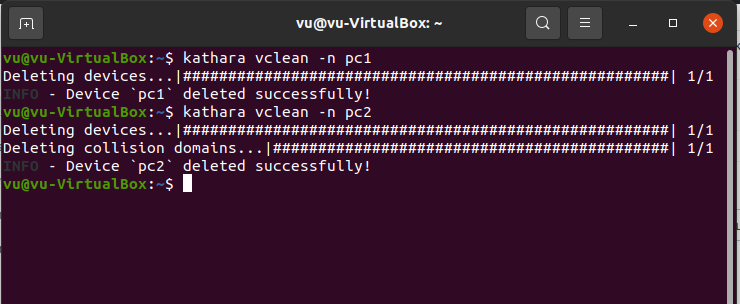 vu@vu-VirtualBox: ~
vu@vu-VirtualBox:~$ kathara vclean -n pc1
Deleting devices...|######################################################| 1/1
INFO - Device `pc1` deleted successfully!
vu@vu-VirtualBox:~$ kathara vclean -n pc2
Deleting devices...|######################################################| 1/1
Deleting collision domains...|############################################| 1/1
INFO - Device `pc2` deleted successfully!
vu@vu-VirtualBox:~$